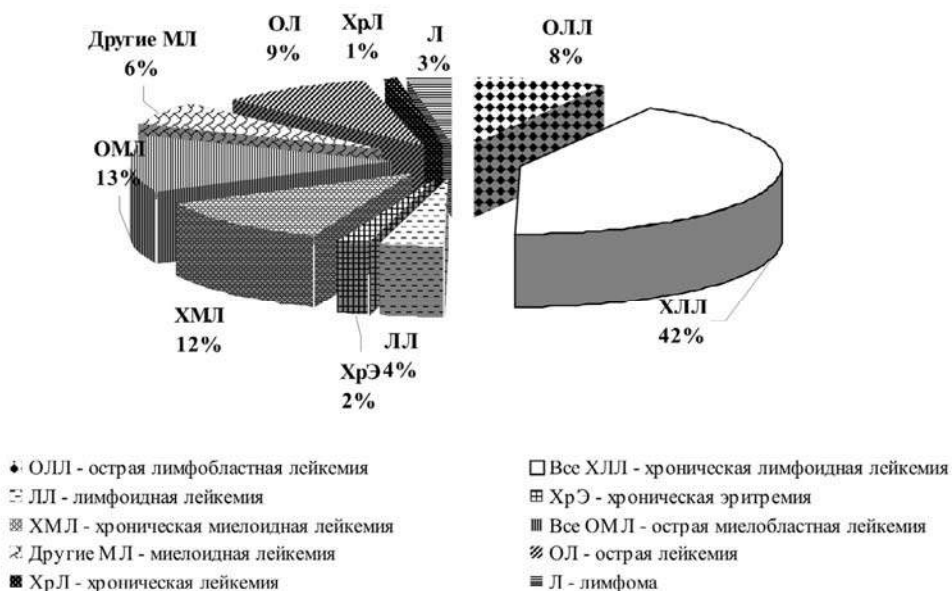 ХрЛ
1%
Л
3%
ОЛЛ
8%
ОЛ
9%
Другие МЛ
6%
ОМЛ
13%
ХМЛ
12%
ХрЭ
2%
ЛЛ
4%
ХЛЛ
42%
ОЛЛ - острая лимфобластная лейкемия
Все ХЛЛ - хроническая лимфоидная лейкемия
ЛЛ - лимфоидная лейкемия
ХрЭ - хроническая эритремия
ХМЛ - хроническая миелоидная лейкемия
Все ОМЛ - острая миелобластная лейкемия
Другие МЛ - миелоидная лейкемия
ОЛ - острая лейкемия
ХрЛ - хроническая лейкемия
Л - лимфома